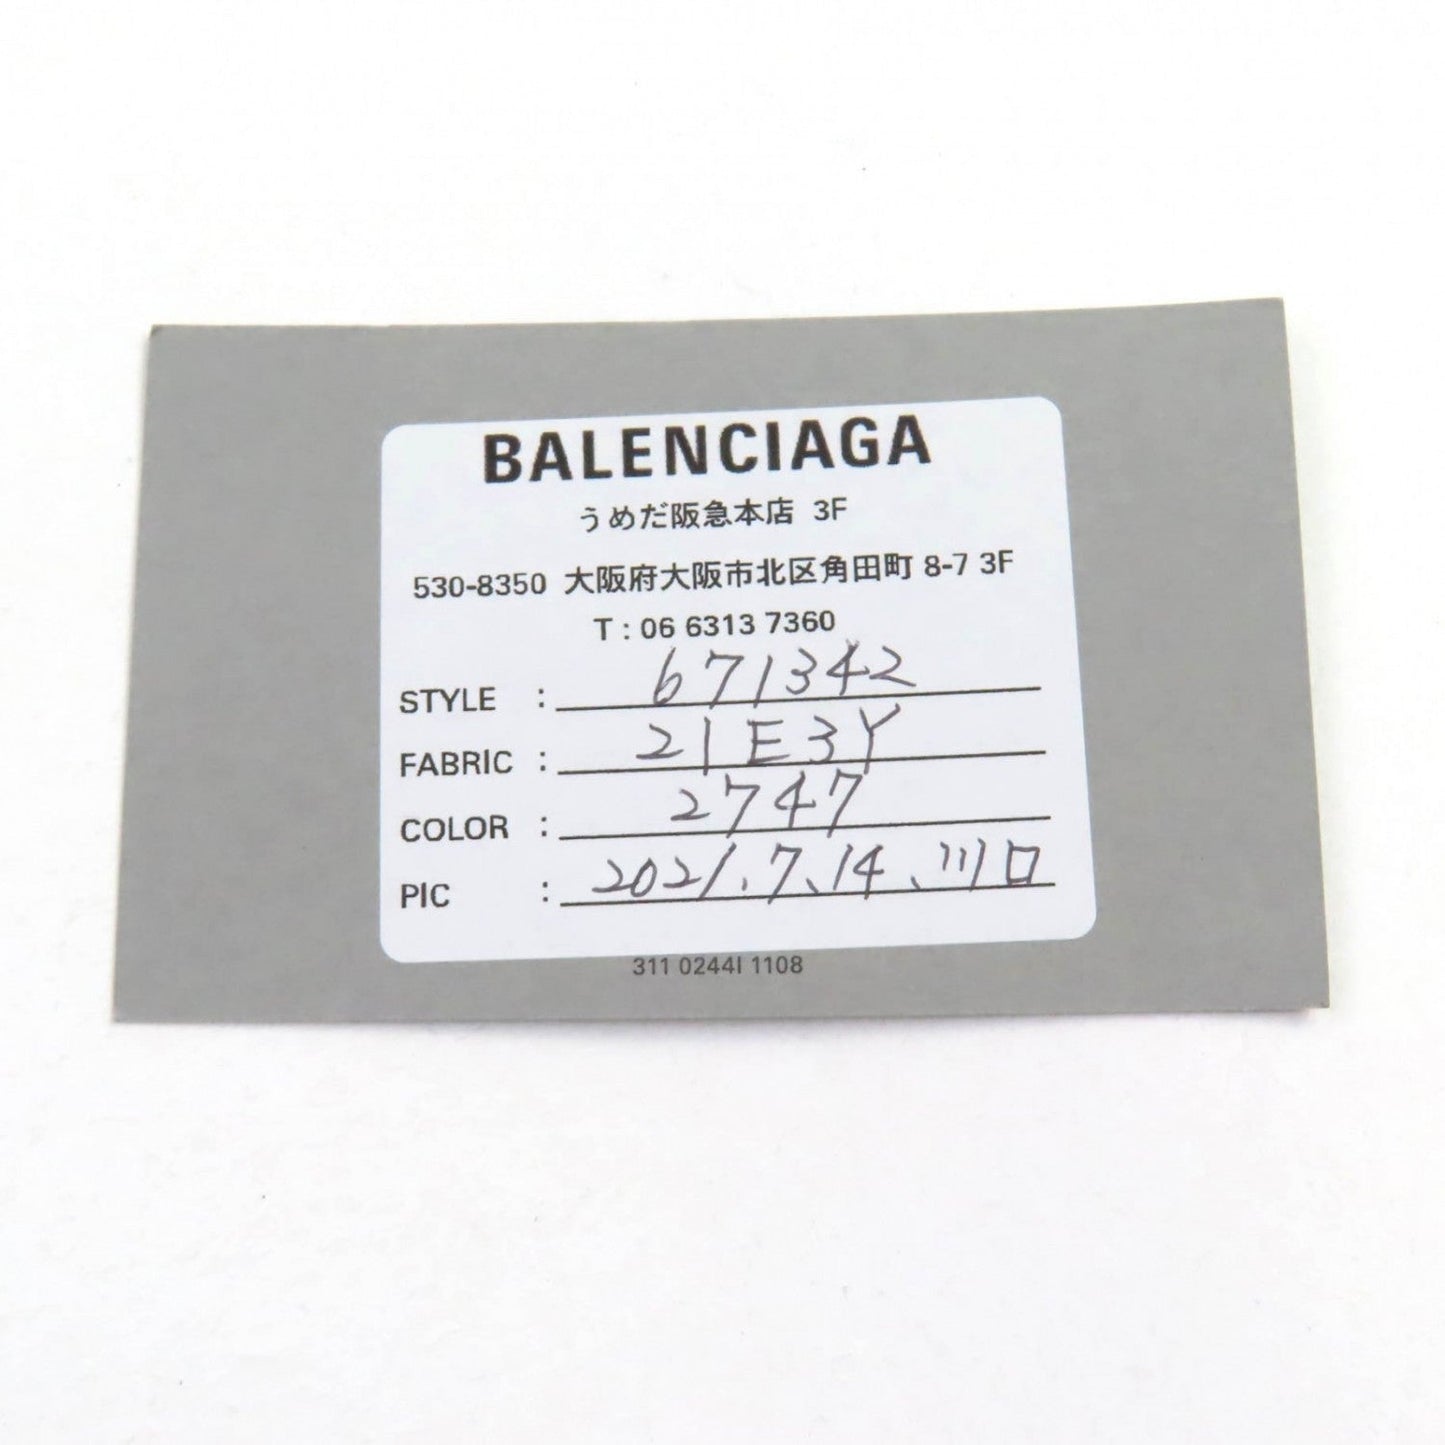 BALENCIAGA
うめだ阪急本店 3F
530-8350 大阪府大阪市北区角田町 8-7 3F
T : 06 6313 7360
STYLE : 671342
FABRIC : 21E3Y
COLOR : 2747
PIC : 2021.7、14、川口
311 0244I 1108